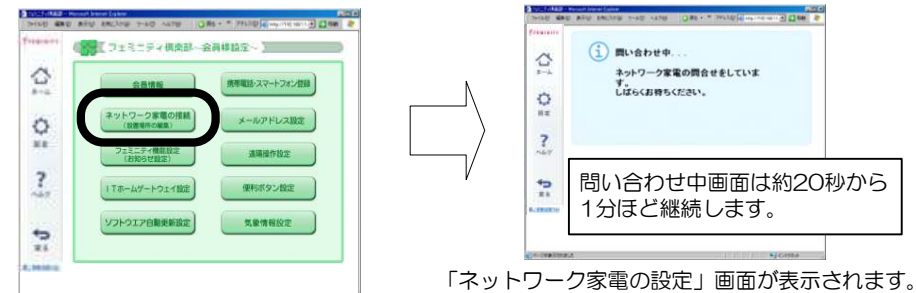 フェミニティ倶楽部~会員様設定~
会員情報
携帯電話・スマートフォン登録
ネットワーク家電の接続
(設置場所の編集)
メールアドレス設定
フェミニティ機能設定
(お知らせ設定)
遠隔操作設定
ITホームゲートウェイ設定
便利ボタン設定
ソフトウエア自動更新設定
気象情報設定
ホーム
設定
ヘルプ
戻る
問い合わせ中...
ネットワーク家電の問合せをしていま
す。
しばらくお待ちください。
ホーム
設定
ヘルプ
戻る
問い合わせ中画面は約20秒から
1分ほど継続します。
「ネットワーク家電の設定」画面が表示されます。